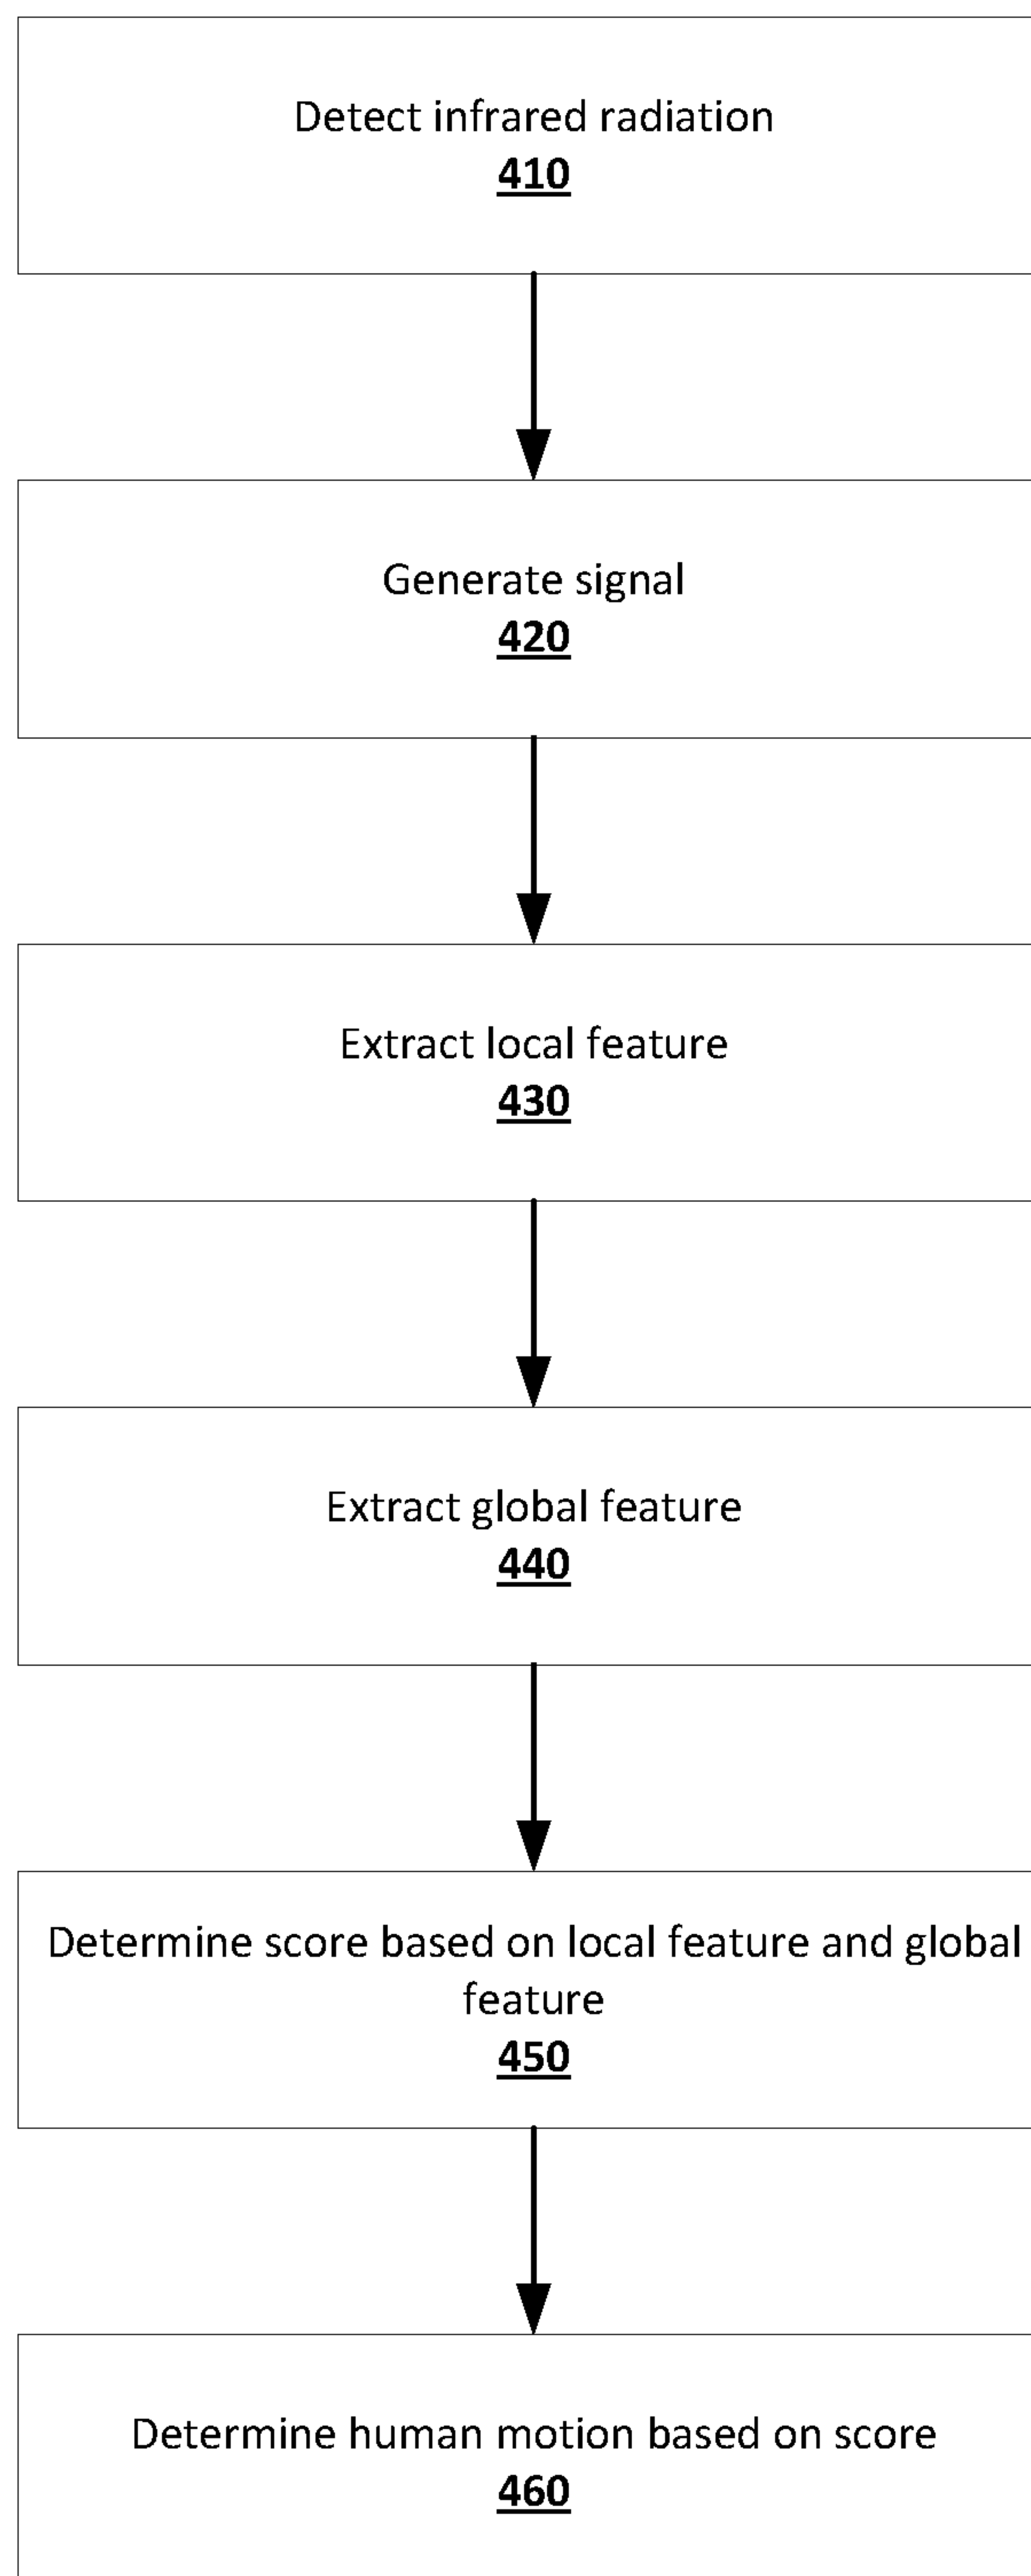 Detect infrared radiation
410
Generate signal
420
Extract local feature
430
Extract global feature
440
Determine score based on local feature and global
feature
450
Determine human motion based on score
460